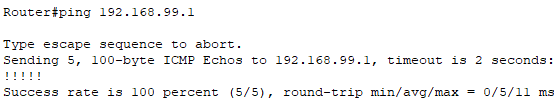 Router#ping 192.168.99.1
Type escape sequence to abort.
Sending 5, 100-byte ICMP Echos to 192.168.99.1, timeout is 2 seconds:
!!!!!
Success rate is 100 percent (5/5), round-trip min/avg/max = 0/5/11 ms